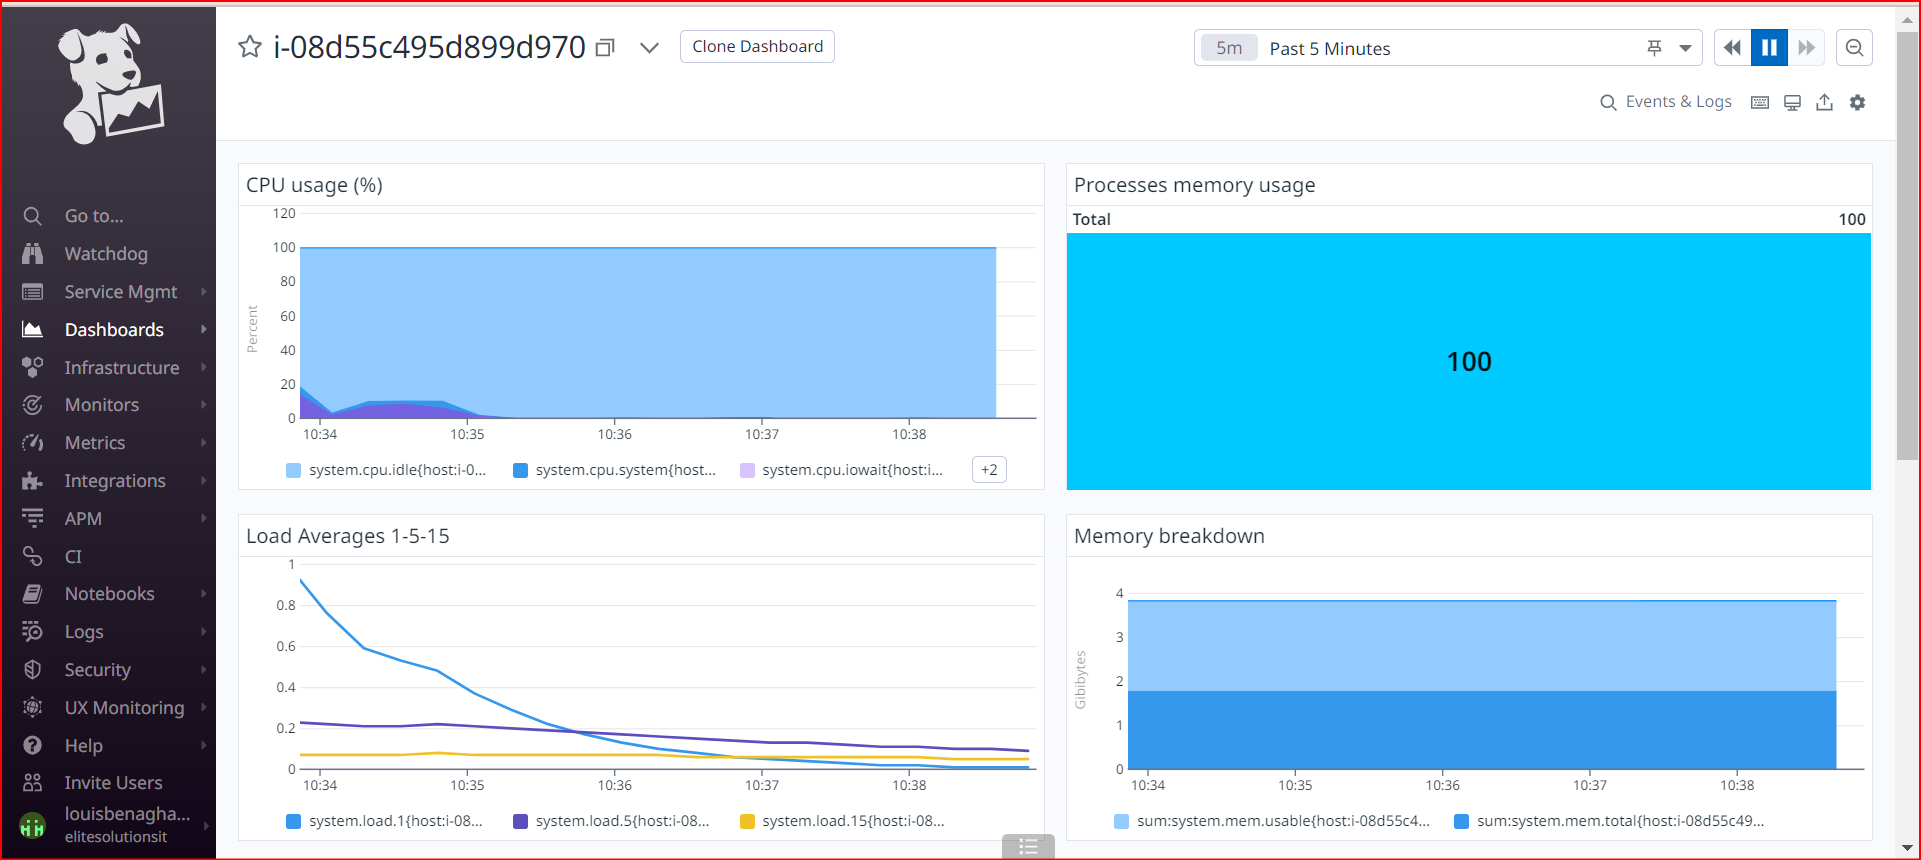 i-08d55c495d899d970
Clone Dashboard
5m Past 5 Minutes
Events & Logs
Go to...
Watchdog
Service Mgmt
Dashboards
Infrastructure
Monitors
Metrics
Integrations
APM
CI
Notebooks
Logs
Security
UX Monitoring
Help
Invite Users
louisbenagha...
elitesolutionsit
CPU usage (%)
120
100
80
60
40
20
0
Percent
10:34 10:35 10:36 10:37 10:38
system.cpu.idle{host:i-0... system.cpu.system{host... system.cpu.iowait{host:i... +2
Processes memory usage
Total 100
100
Load Averages 1-5-15
1
0.8
0.6
0.4
0.2
0
10:34 10:35 10:36 10:37 10:38
system.load.1{host:i-08... system.load.5{host:i-08... system.load.15{host:i-08...
Memory breakdown
4
3
2
1
0
Gibibytes
10:34 10:35 10:36 10:37 10:38
sum:system.mem.usable{host:i-08d55c4... sum:system.mem.total{host:i-08d55c49...